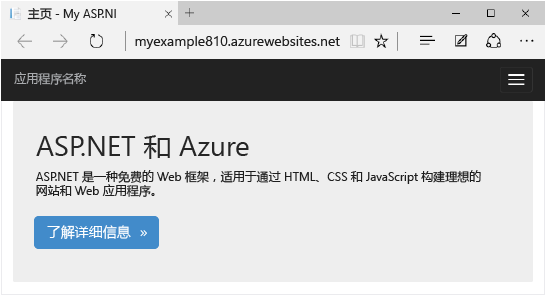 主页 - My ASP.NI
myexample810.azurewebsites.net
应用程序名称
ASP.NET 和 Azure
ASP.NET 是一种免费的 Web 框架，适用于通过 HTML、CSS 和 JavaScript 构建理想的
网站和 Web 应用程序。
了解详细信息 »